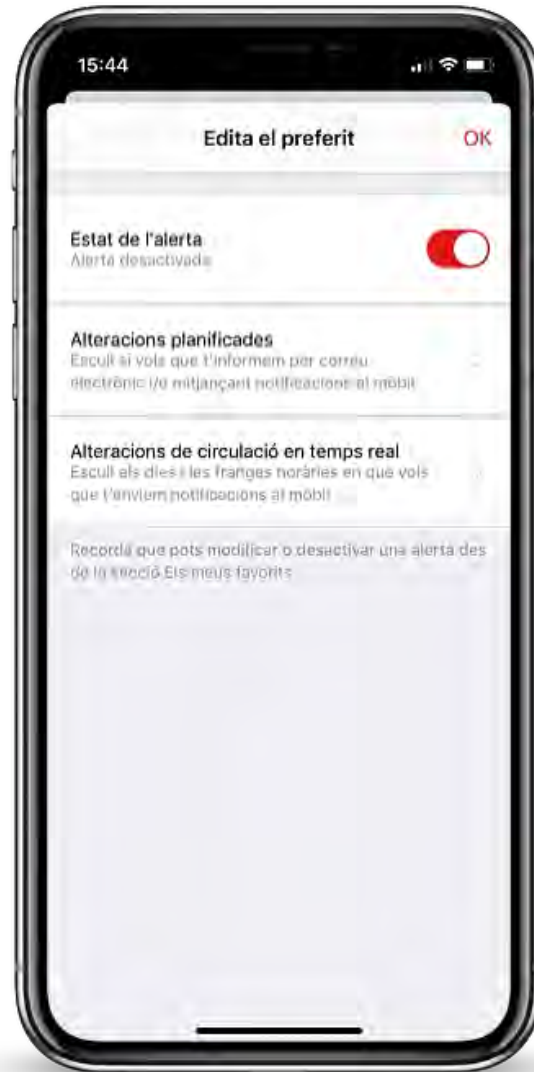 15:44
Edita el preferit
OK
Estat de l'alerta
Alerta desactivada
Alteracions planificades
Escull si vols que t'informem per correu
electrònic i/o mitjançant notificacions al mòbil
Alteracions de circulació en temps real
Escull els dies i les franges horàries en què vols
que t'enviem notificacions al mòbil
Recorda que pots modificar o desactivar una alerta des
de la secció Els meus favorits